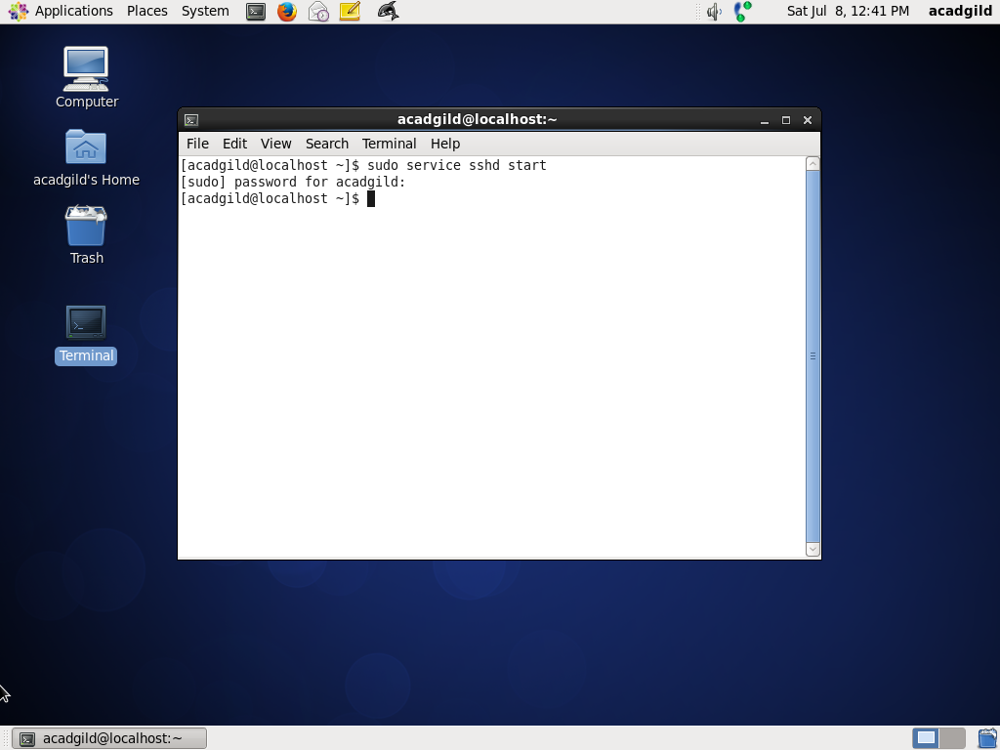 Applications Places System Sat Jul 8, 12:41 PM acadgild
Computer
acadgild's Home
Trash
Terminal
acadgild@localhost:~
File Edit View Search Terminal Help
[acadgild@localhost ~]$ sudo service sshd start
[sudo] password for acadgild:
[acadgild@localhost ~]$
acadgild@localhost:~